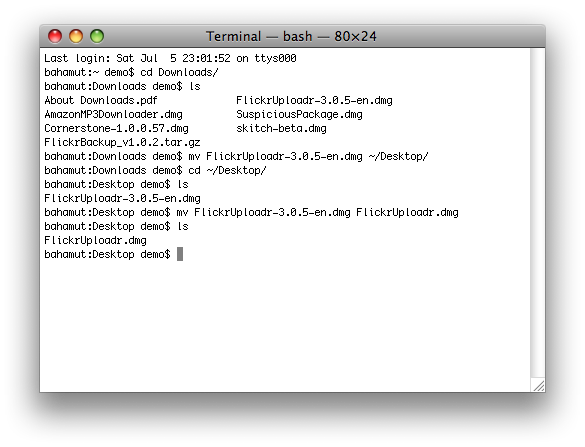 Terminal — bash — 80×24
Last login: Sat Jul  5 23:01:52 on ttys000
bahamut:~ demo$ cd Downloads/
bahamut:Downloads demo$ ls
About Downloads.pdf             FlickrUploadr-3.0.5-en.dmg
AmazonMP3Downloader.dmg         SuspiciousPackage.dmg
Cornerstone-1.0.0.57.dmg        skitch-beta.dmg
FlickrBackup_v1.0.2.tar.gz
bahamut:Downloads demo$ mv FlickrUploadr-3.0.5-en.dmg ~/Desktop/
bahamut:Downloads demo$ cd ~/Desktop/
bahamut:Desktop demo$ ls
FlickrUploadr-3.0.5-en.dmg
bahamut:Desktop demo$ mv FlickrUploadr-3.0.5-en.dmg FlickrUploadr.dmg
bahamut:Desktop demo$ ls
FlickrUploadr.dmg
bahamut:Desktop demo$